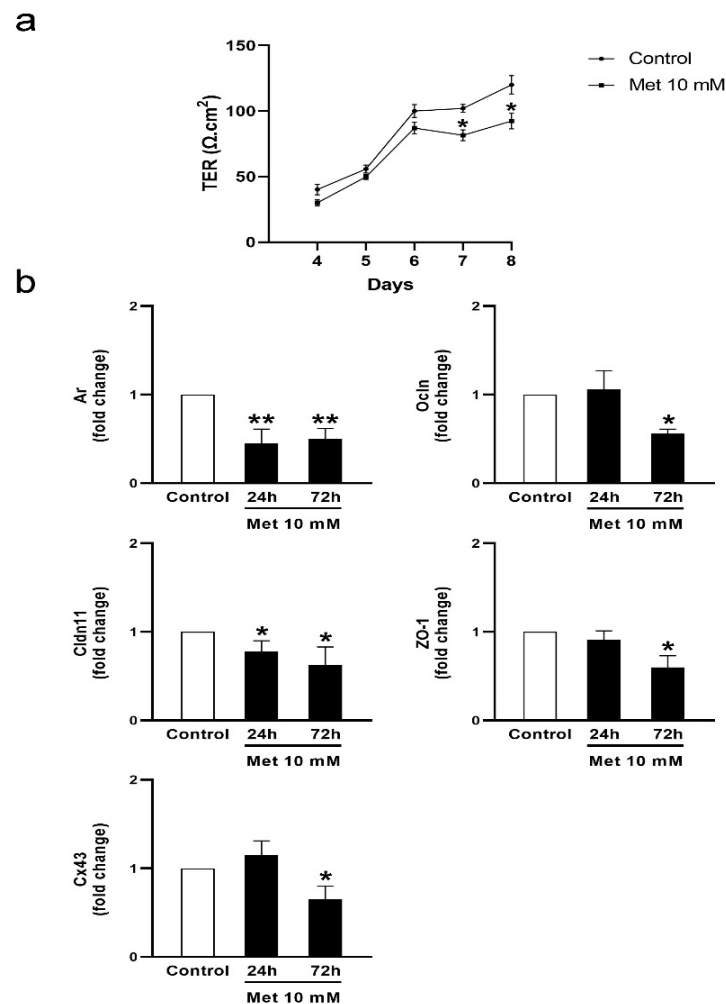 a
150
100
50
0
TER (Ω.cm²)
4 5 6 7 8
Days
Control
Met 10 mM
*
*
b
Ar
(fold change)
2
1
0
** **
Control 24h 72h
Met 10 mM
Ocln
(fold change)
2
1
0
*
Control 24h 72h
Met 10 mM
Cldn11
(fold change)
2
1
0
* *
Control 24h 72h
Met 10 mM
ZO-1
(fold change)
2
1
0
*
Control 24h 72h
Met 10 mM
Cx43
(fold change)
2
1
0
*
Control 24h 72h
Met 10 mM